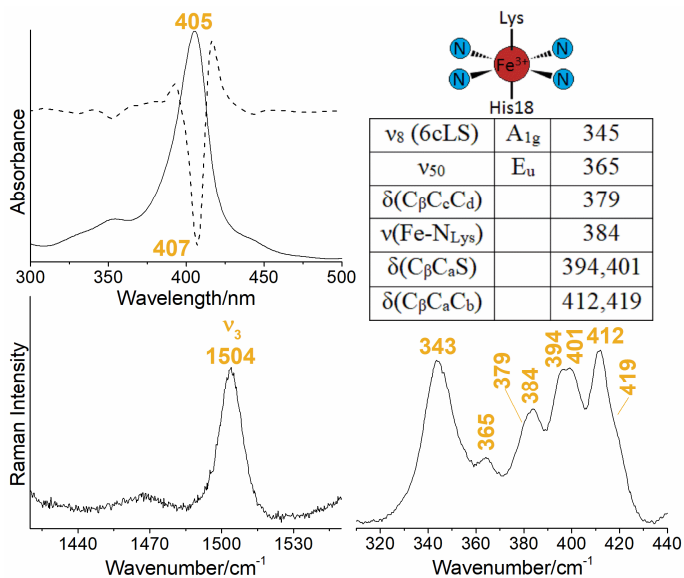 405
407
Absorbance
300 350 400 450 500
Wavelength/nm
Lys
N N
Fe³⁺
N N
His18
ν₈ (6cLS) A₁g 345
ν₅₀ Eᵤ 365
δ(CβCcCd) 379
ν(Fe-NLys) 384
δ(CβCaS) 394,401
δ(CβCaCb) 412,419
ν₃
1504
Raman Intensity
1440 1470 1500 1530
Wavenumber/cm⁻¹
343
365
379
384
394
401
412
419
320 340 360 380 400 420 440
Wavenumber/cm⁻¹